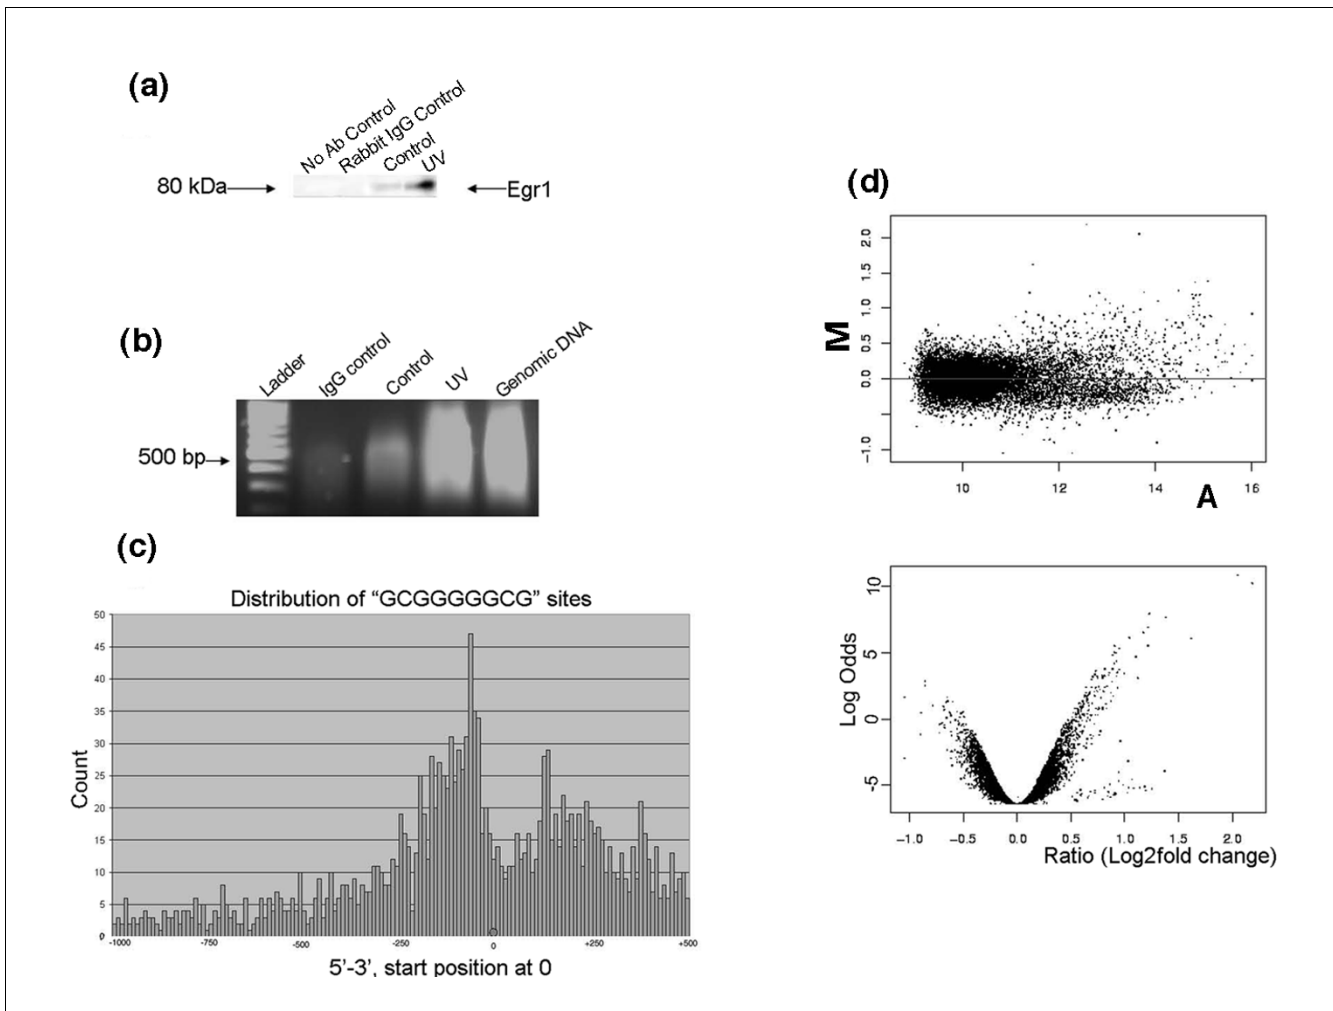 (a)
No Ab Control
Rabbit IgG Control
Control
UV
80 kDa
Egr1
(b)
Ladder
IgG control
Control
UV
Genomic DNA
500 bp
(c)
Distribution of “GCGGGGGCG” sites
Count
50
45
40
35
30
25
20
15
10
5
0
-1000
-750
-500
-250
0
+250
+500
5’-3’, start position at 0
(d)
M
2.0
1.5
1.0
0.5
0.0
-1.0
10
12
14
16
A
Log Odds
10
5
0
-5
-1.0
-0.5
0.0
0.5
1.0
1.5
2.0
Ratio (Log2fold change)